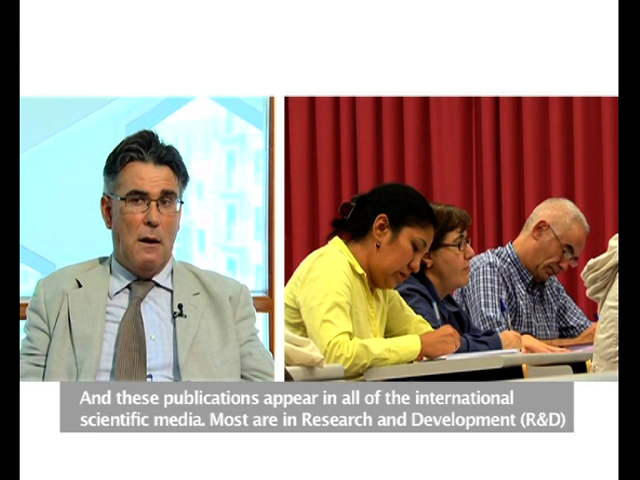 And these publications appear in all of the international
scientific media. Most are in Research and Development (R&D)